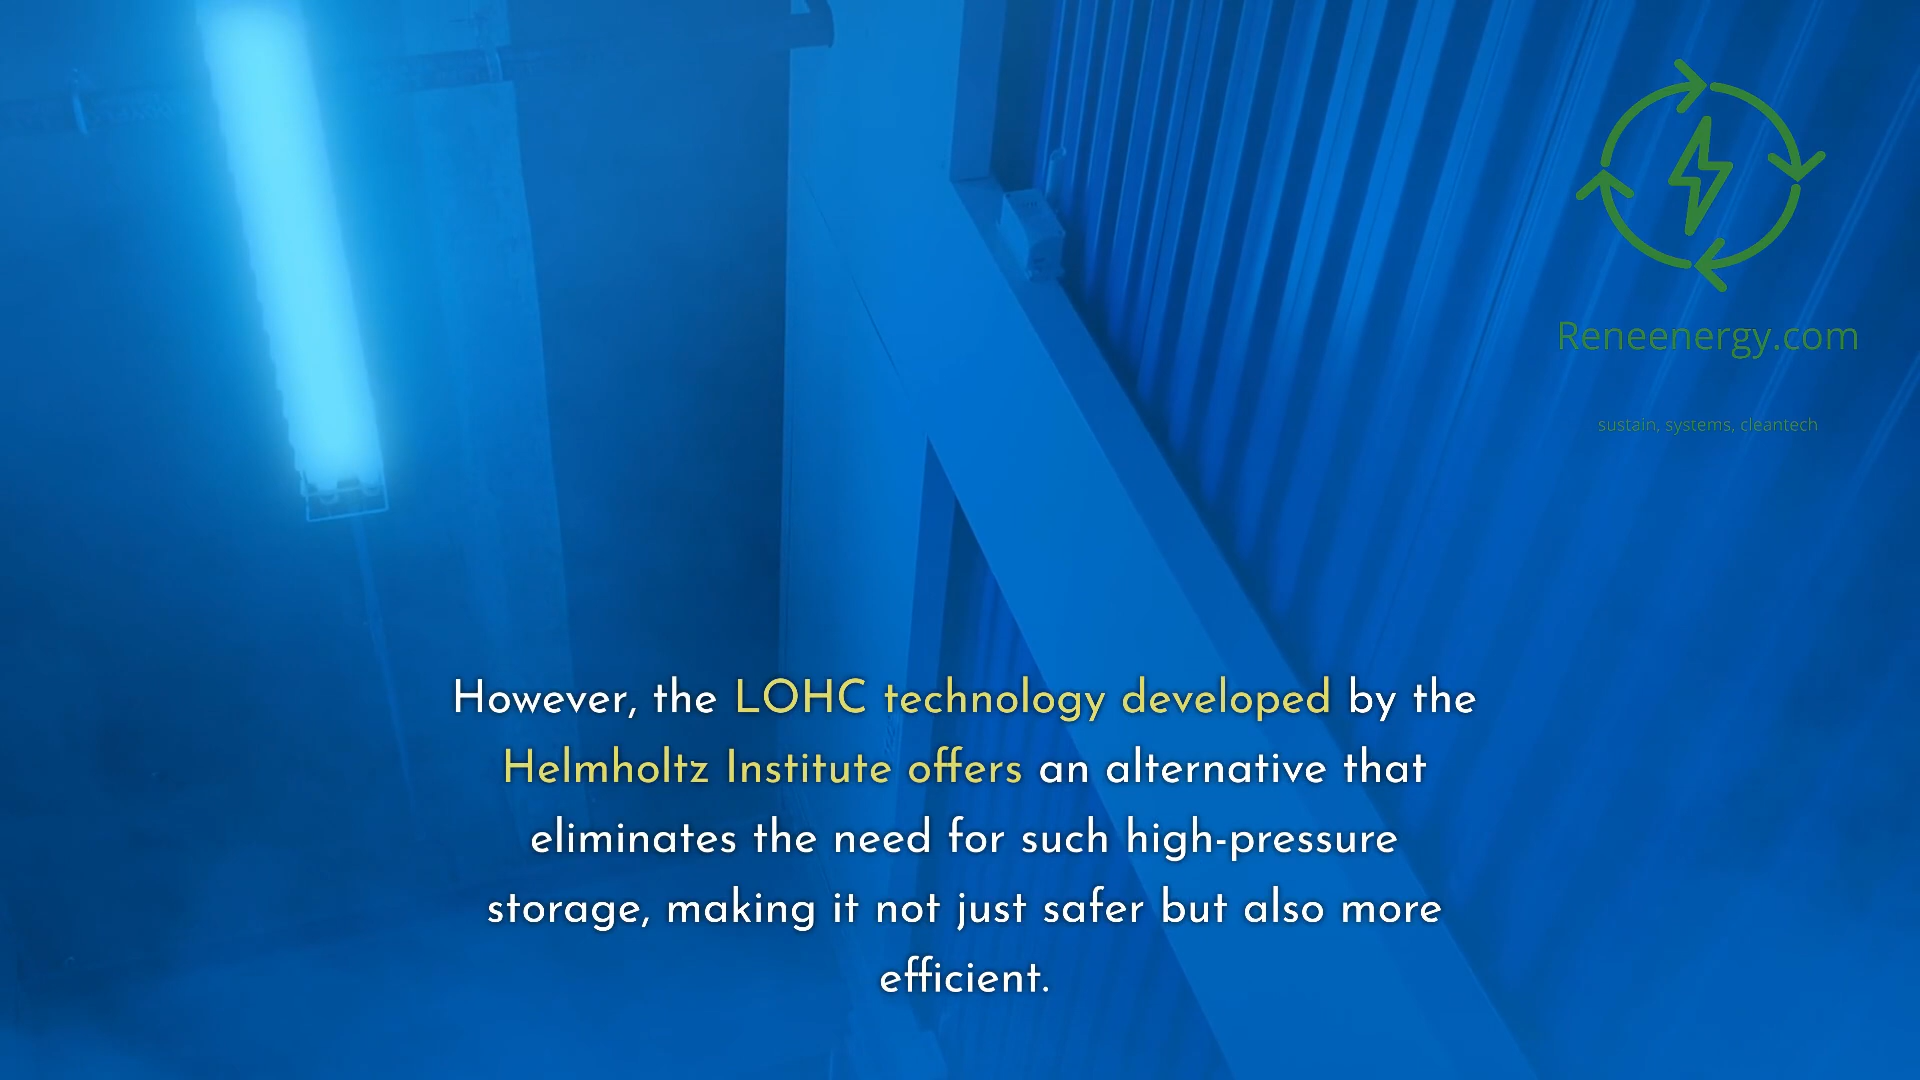 Reneenergy.com
sustain, systems, cleantech
However, the LOHC technology developed by the
Helmholtz Institute offers an alternative that
eliminates the need for such high-pressure
storage, making it not just safer but also more
efficient.